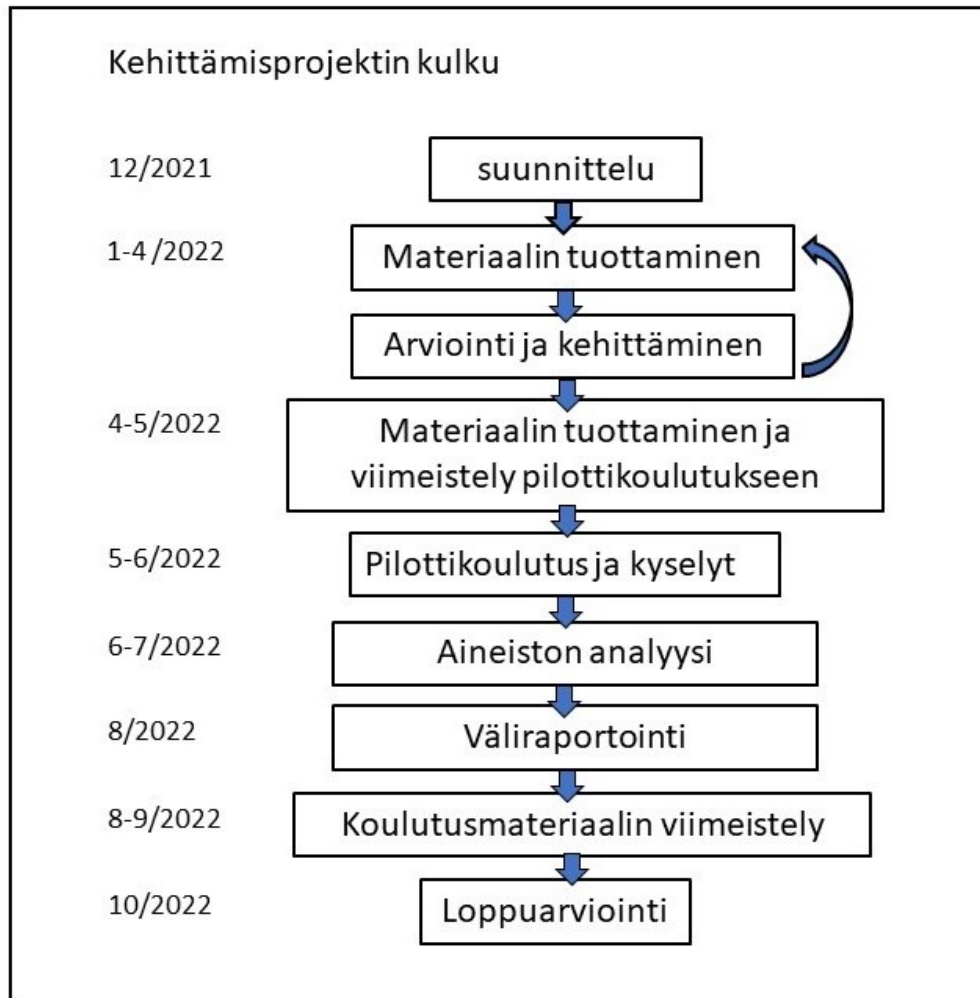 Kehittämisprojektin kulku
12/2021
suunnittelu
1-4 /2022
Materiaalin tuottaminen
Arviointi ja kehittäminen
4-5/2022
Materiaalin tuottaminen ja
viimeistely pilottikoulutukseen
5-6/2022
Pilottikoulutus ja kyselyt
6-7/2022
Aineiston analyysi
8/2022
Väliraportointi
8-9/2022
Koulutusmateriaalin viimeistely
10/2022
Loppuarviointi